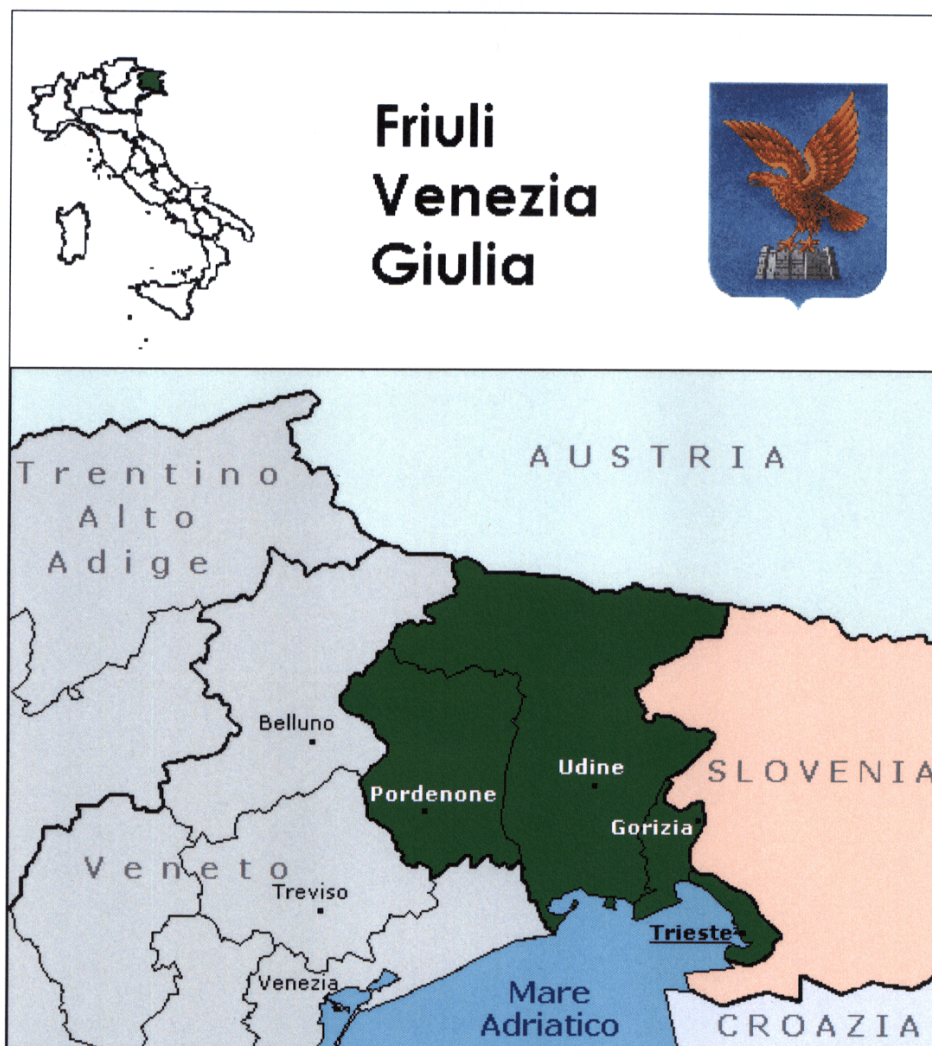 Friuli
Venezia
Giulia
AUSTRIA
Trentino
Alto
Adige
Belluno
Udine
SLOVENIA
Pordenone
Gorizia
Veneto
Treviso
Trieste
Venezia
Mare
Adriatico
CROAZIA